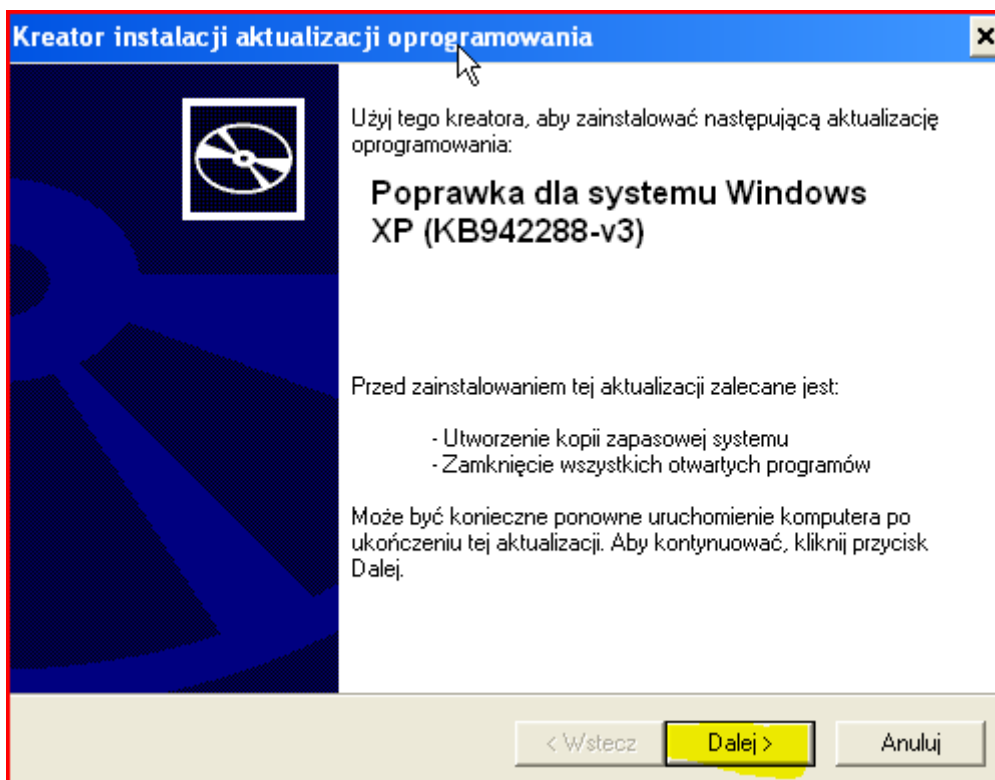 Kreator instalacji aktualizacji oprogramowania
Użyj tego kreatora, aby zainstalować następującą aktualizację
oprogramowania:
Poprawka dla systemu Windows
XP (KB942288-v3)
Przed zainstalowaniem tej aktualizacji zalecane jest:
- Utworzenie kopii zapasowej systemu
- Zamknięcie wszystkich otwartych programów
Może być konieczne ponowne uruchomienie komputera po
ukończeniu tej aktualizacji. Aby kontynuować, kliknij przycisk
Dalej.
< Wstecz Dalej > Anuluj